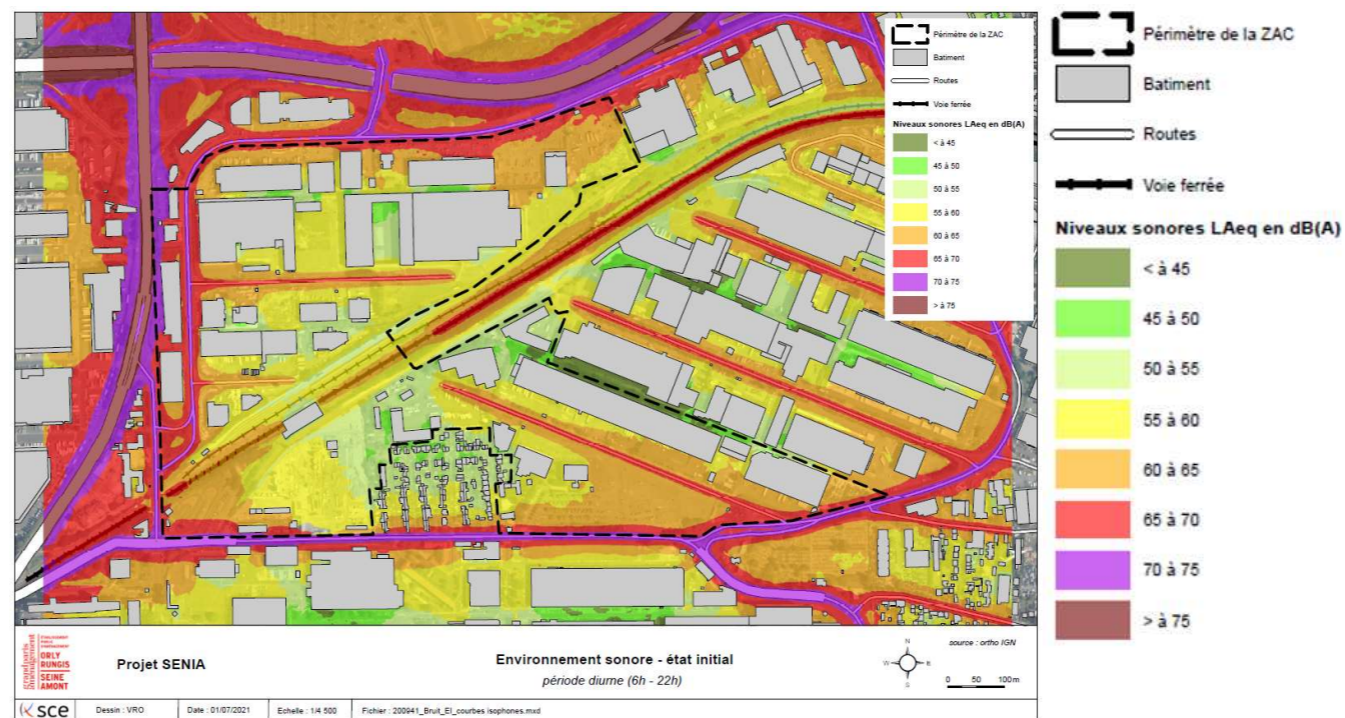 Périmètre de la ZAC
Batiment
Routes
Voie ferrée
Niveaux sonores LAeq en dB(A)
< à 45
45 à 50
50 à 55
55 à 60
60 à 65
65 à 70
70 à 75
> à 75
Périmètre de la ZAC
Batiment
Routes
Voie ferrée
Niveaux sonores LAeq en dB(A)
< à 45
45 à 50
50 à 55
55 à 60
60 à 65
65 à 70
70 à 75
> à 75
grandparis
aménagement
ORLY
RUNGIS
SEINE
AMONT
Projet SENIA
Environnement sonore - état initial
période diurne (6h - 22h)
N
W
E
S
source : ortho IGN
0 50 100 m
sce
Dessin : VRO
Date : 01/07/2021
Echelle : 1/4 500
Fichier : 200941_Bruit_EI_courbes isophones.mxd